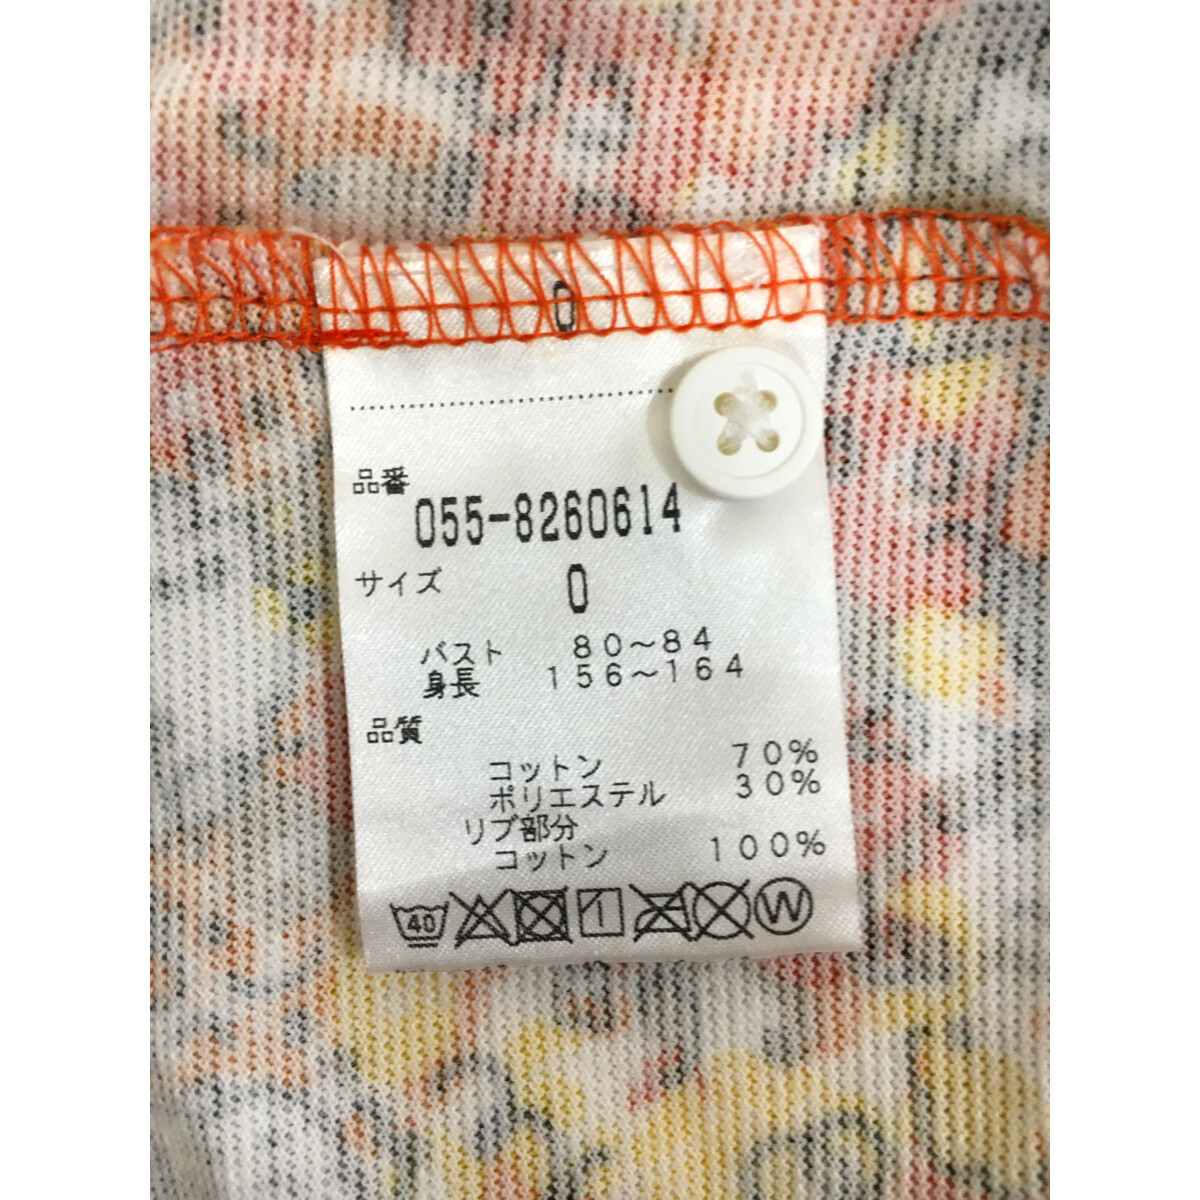 0
品番
055-8260614
サイズ 0
バスト 80～84
身長 156～164
品質
コットン 70%
ポリエステル 30%
リブ部分
コットン 100%
40 W